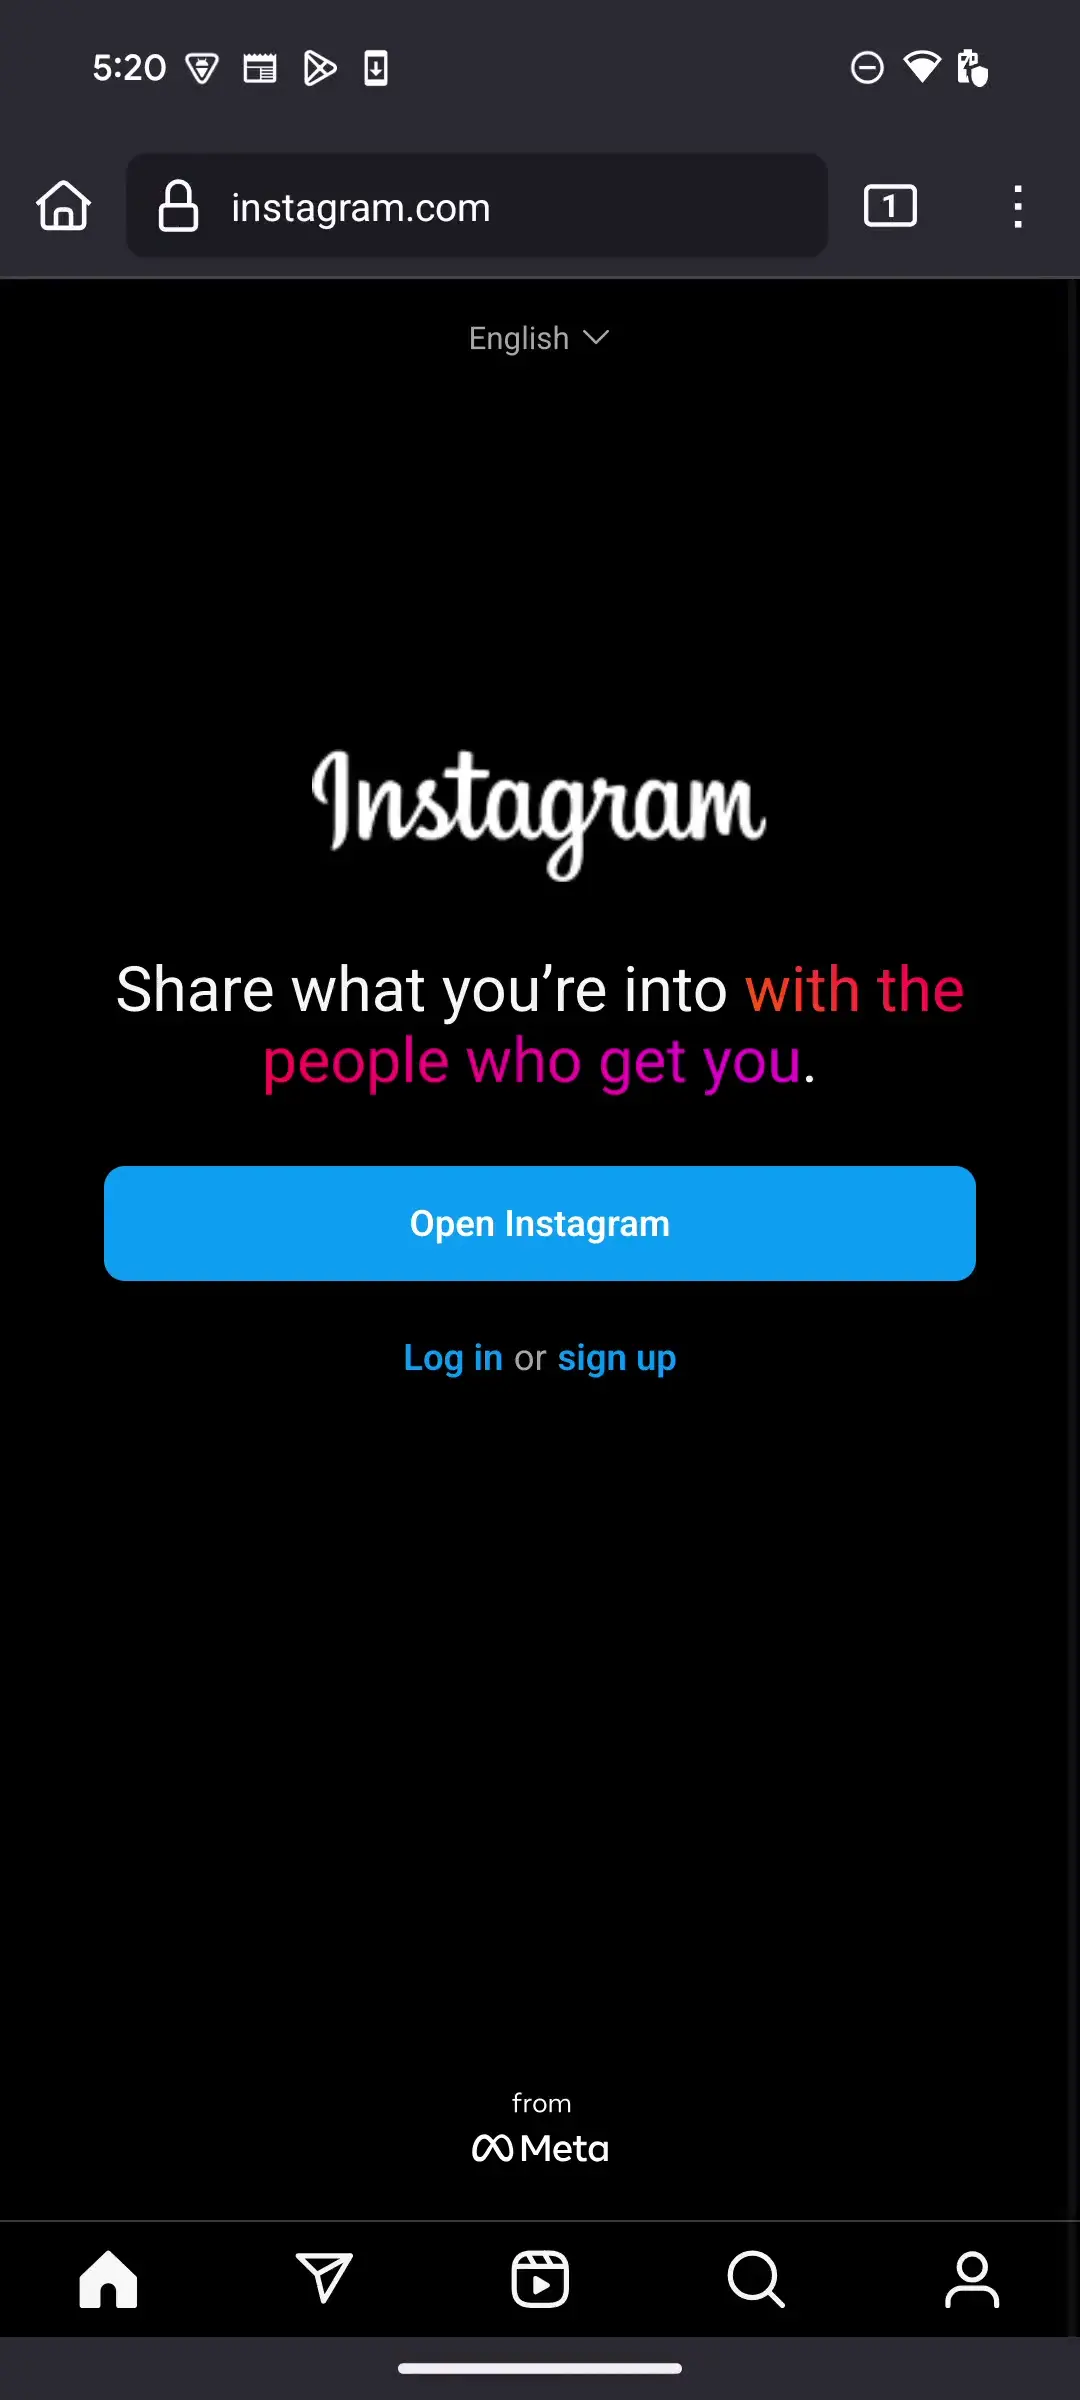 5:20
instagram.com
1
English
Instagram
Share what you’re into with the
people who get you.
Open Instagram
Log in or sign up
from
Meta